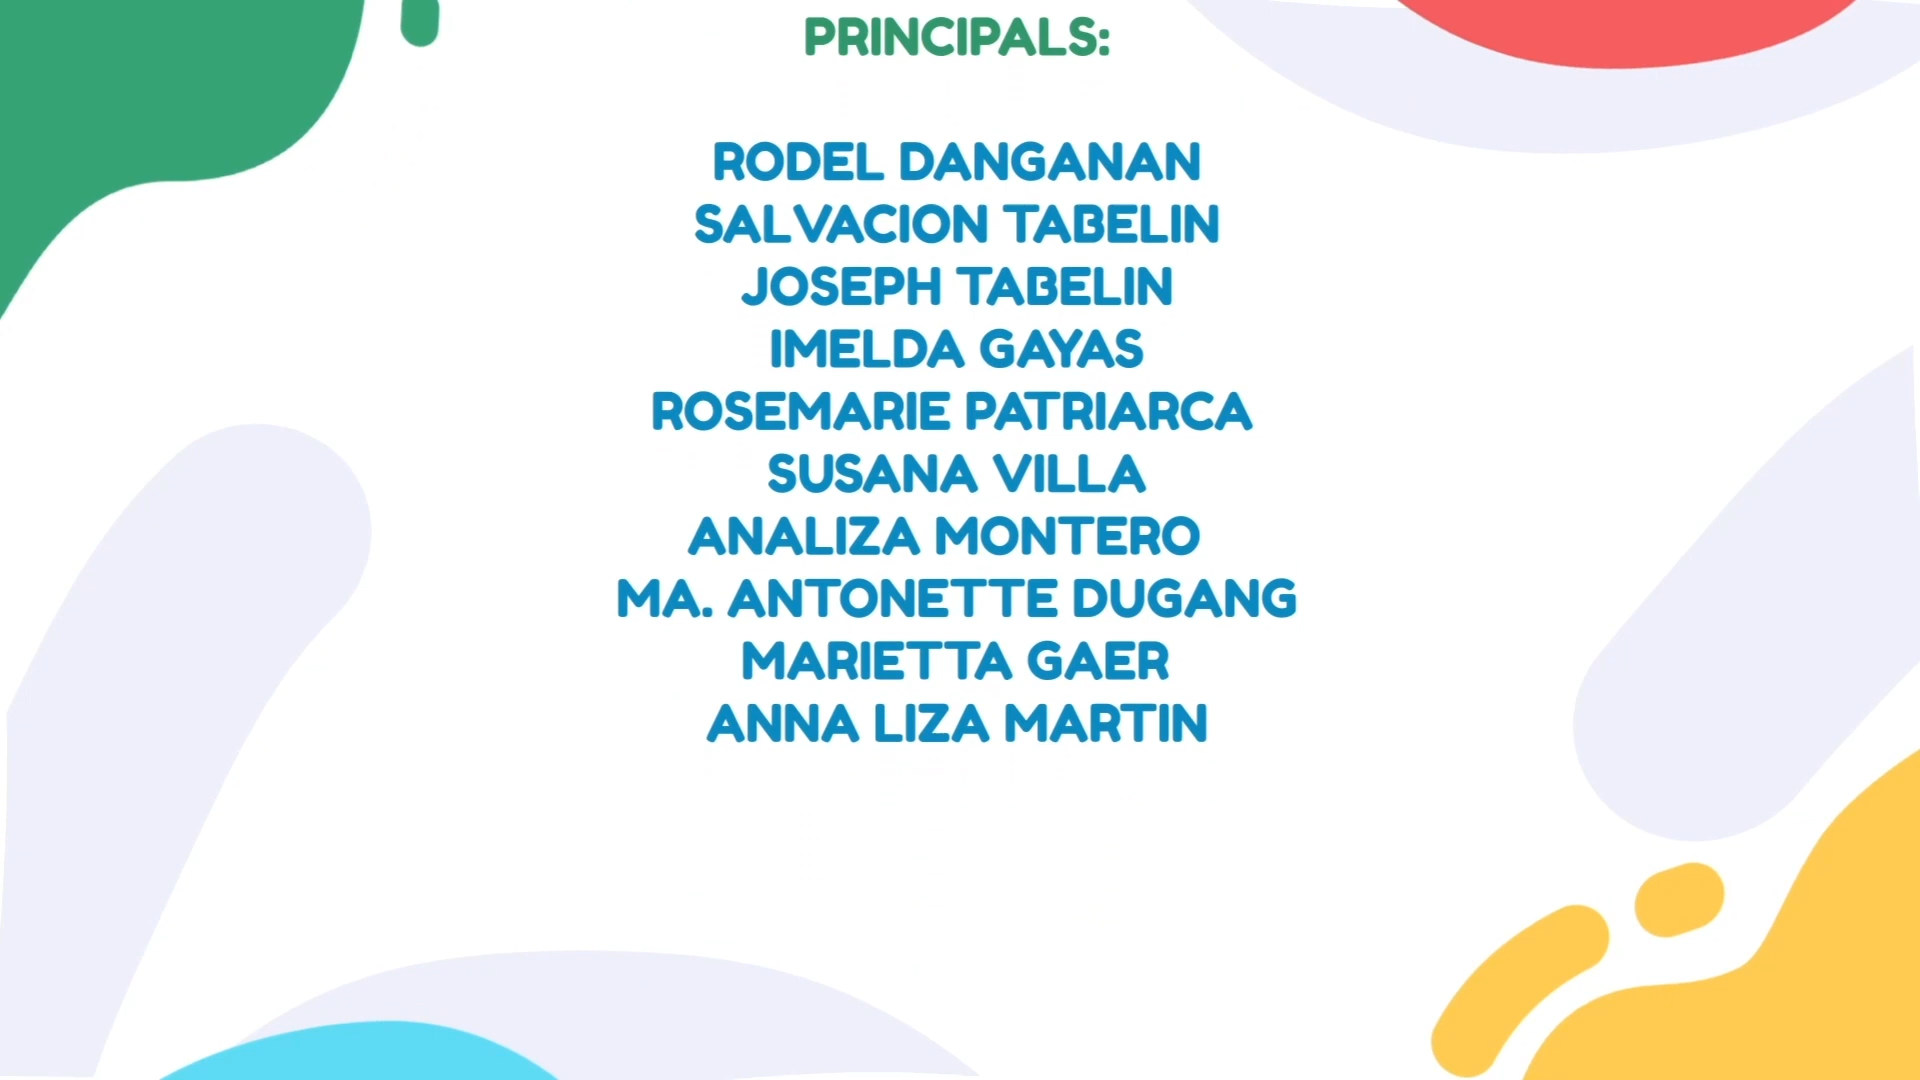 PRINCIPALS:
RODEL DANGANAN
SALVACION TABELIN
JOSEPH TABELIN
IMELDA GAYAS
ROSEMARIE PATRIARCA
SUSANA VILLA
ANALIZA MONTERO
MA. ANTONETTE DUGANG
MARIETTA GAER
ANNA LIZA MARTIN